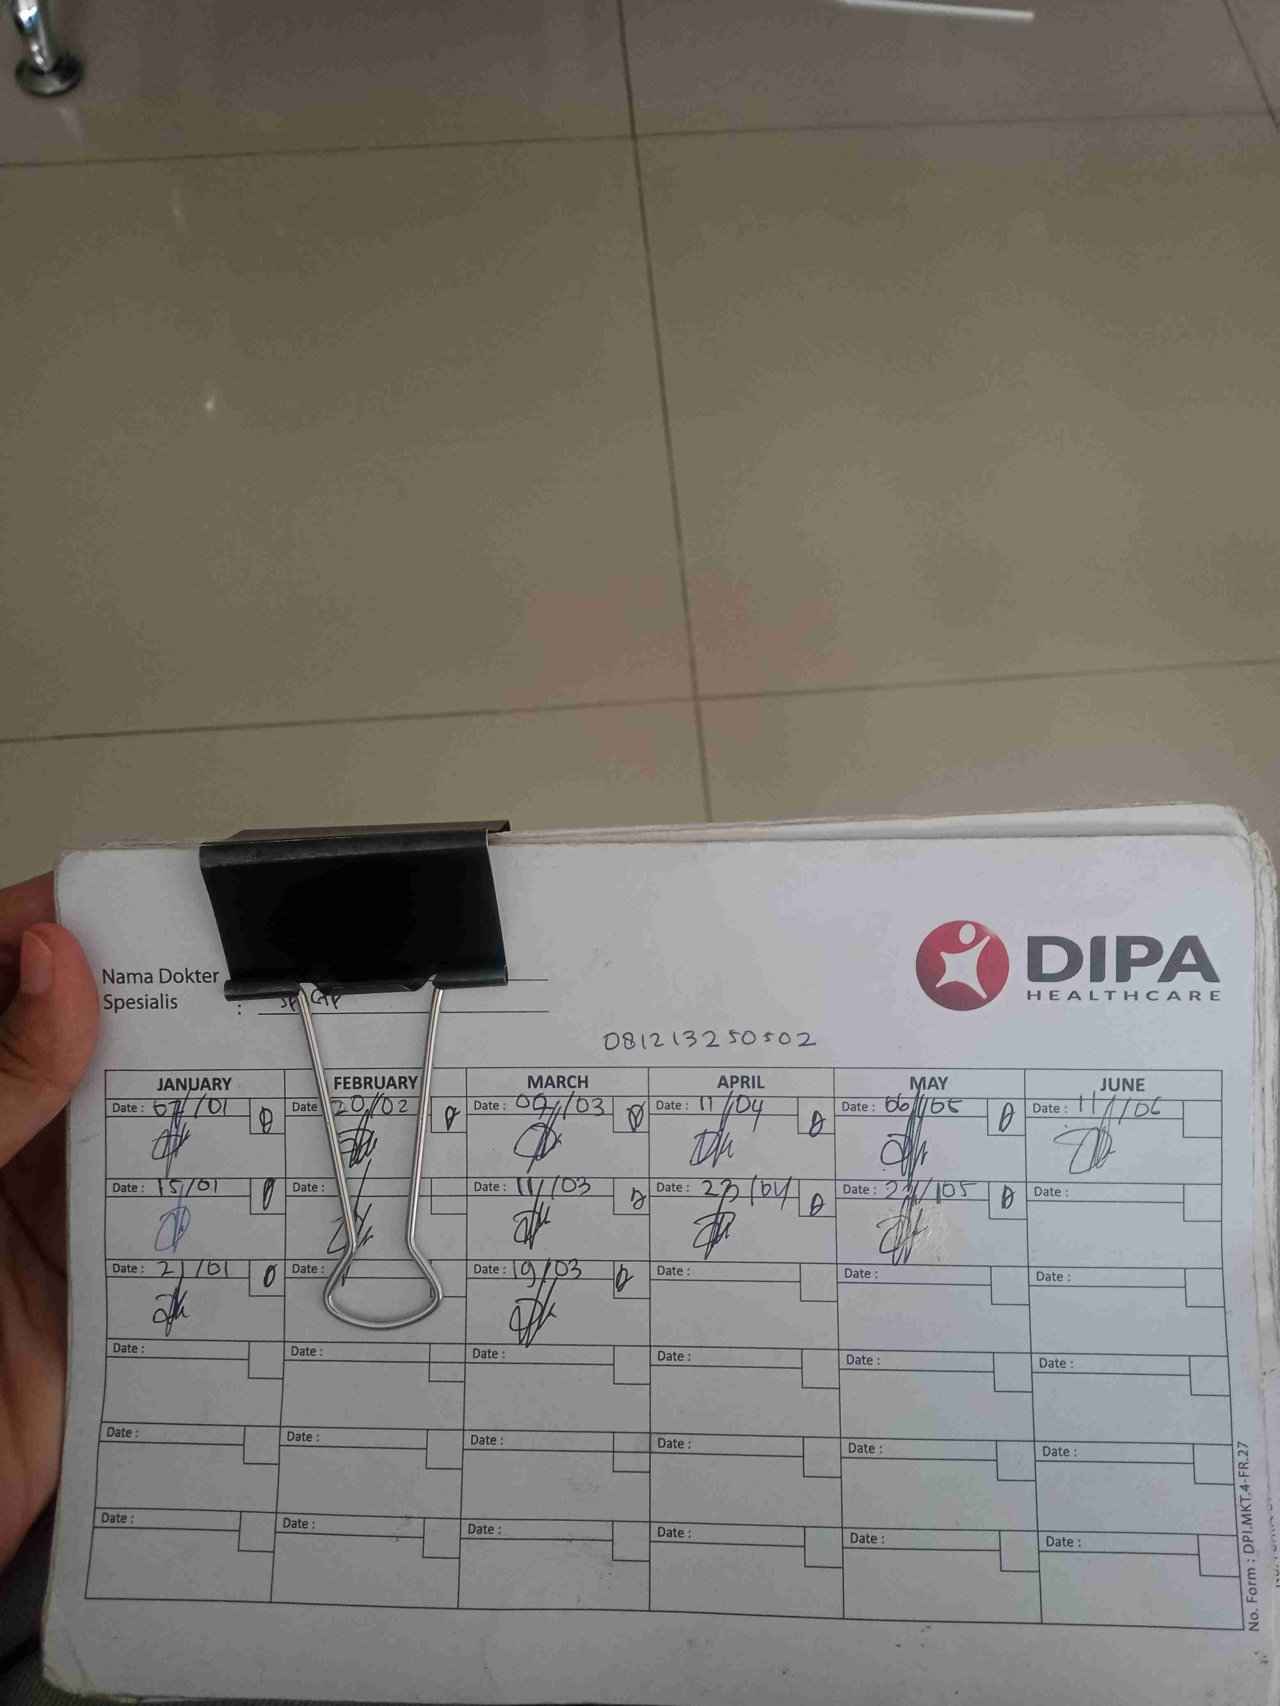 Nama Dokter
Spesialis :
DIPA
HEALTHCARE
081213250502
JANUARY FEBRUARY MARCH APRIL MAY JUNE
Date : 07/01 Date 20/02 Date : 09/03 Date : 11/04 Date : 06/05 Date : 11/06
Date : 15/01 Date : Date : 11/03 Date : 23/04 Date : /05 Date :
Date : 21/01 Date : Date : 19/03 Date : Date : Date :
Date : Date : Date : Date : Date : Date :
Date : Date : Date : Date : Date : Date :
Date : Date : Date : Date : Date : Date :
No. Form : DPI.MKT.4-FR.27